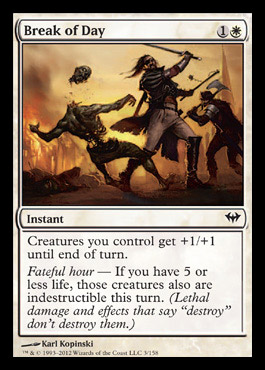 Break of Day 1
Instant
Creatures you control get +1/+1
until end of turn.
Fateful hour — If you have 5 or
less life, those creatures also are
indestructible this turn. (Lethal
damage and effects that say “destroy”
don’t destroy them.)
Karl Kopinski
™ & © 1993–2012 Wizards of the Coast LLC 3/158